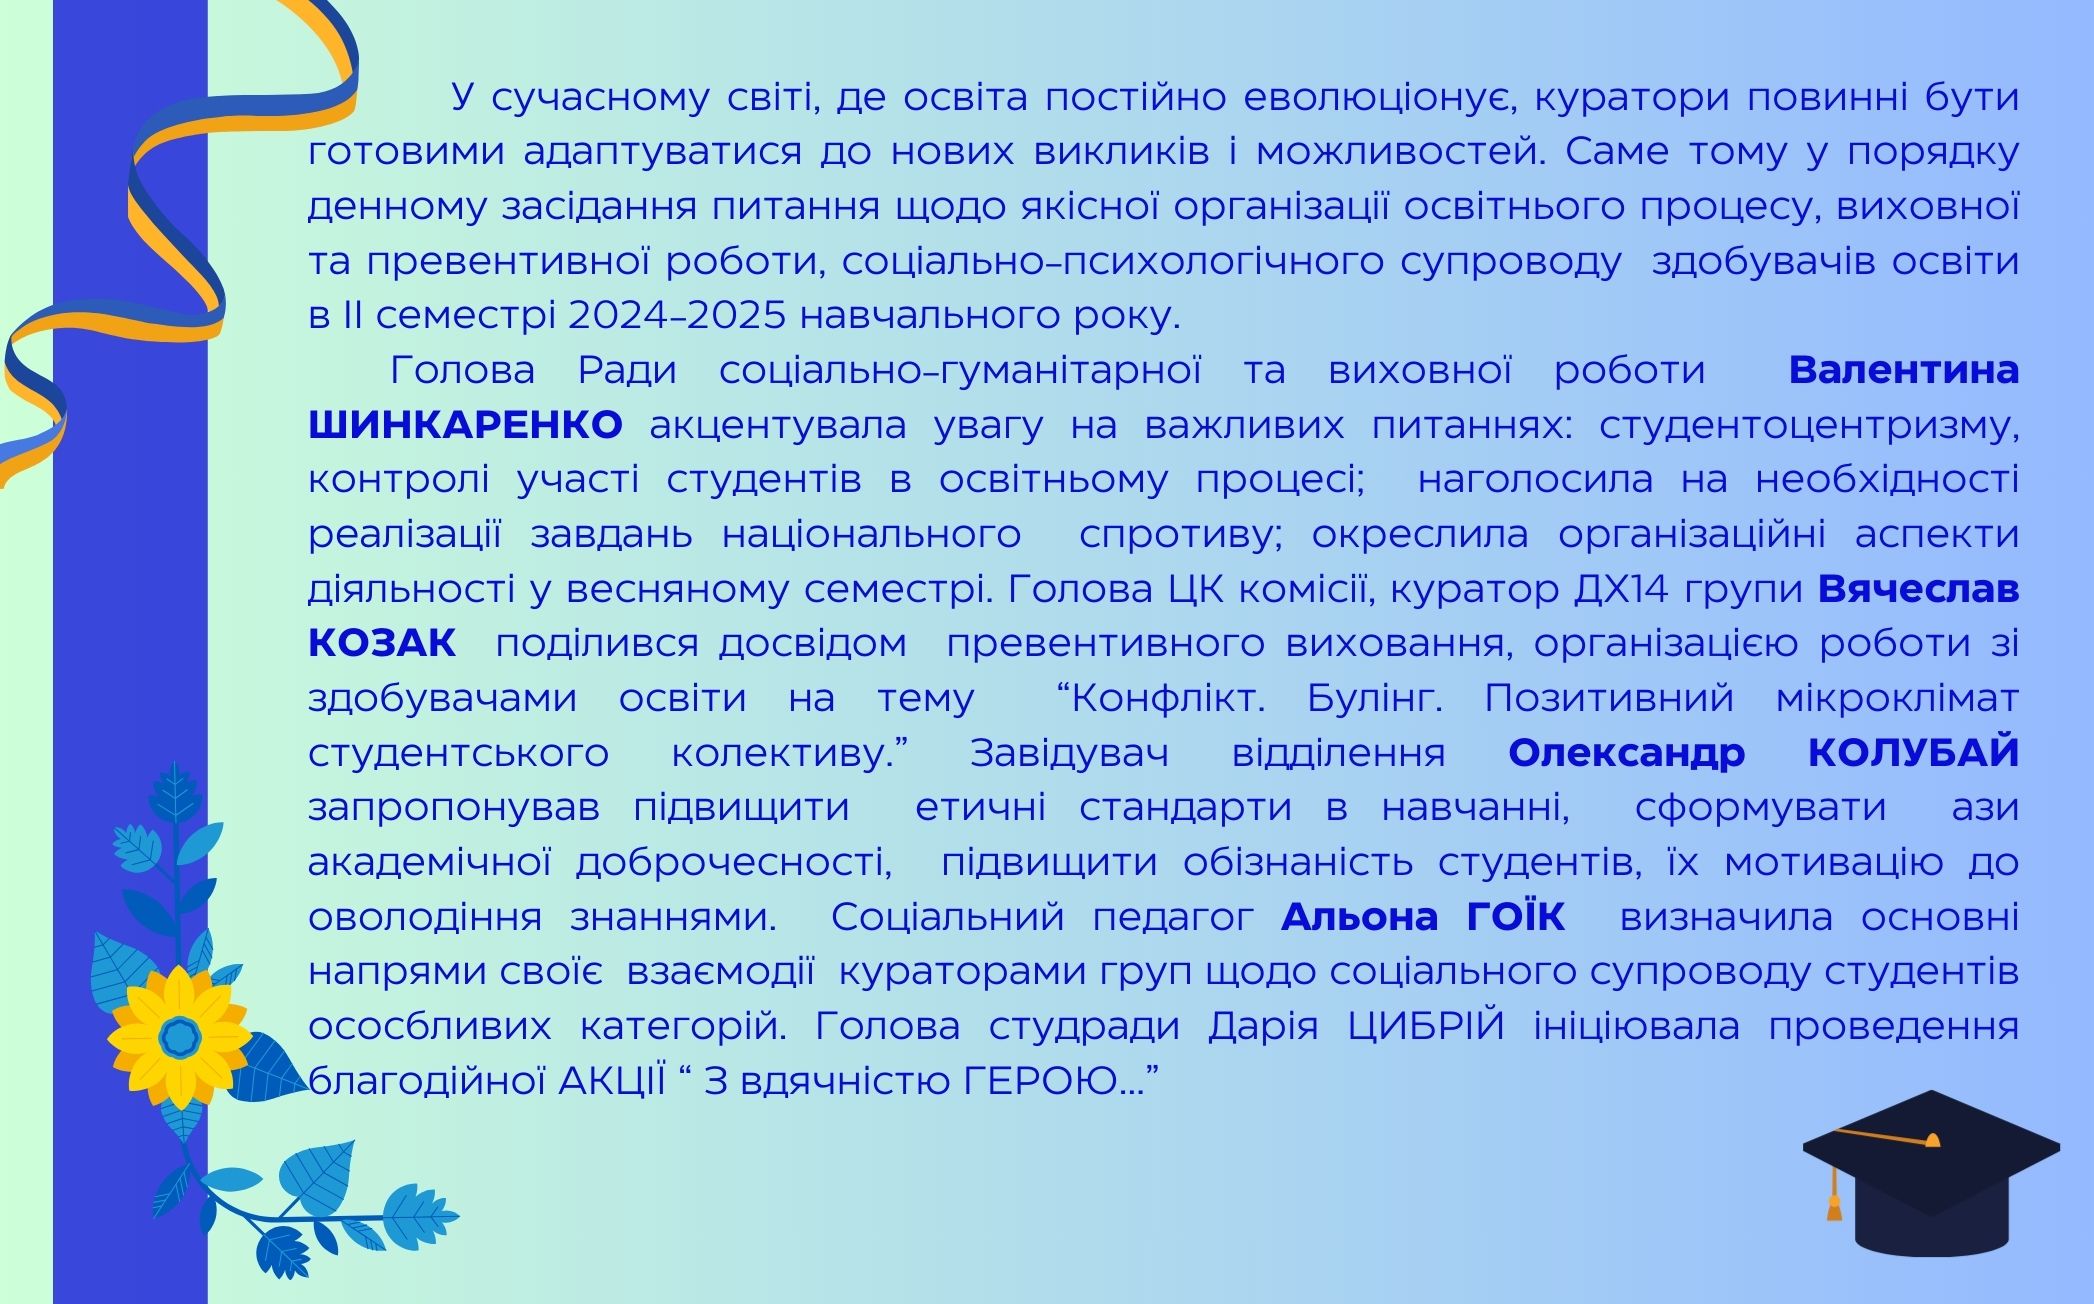 У сучасному світі, де освіта постійно еволюціонує, куратори повинні бути
готовими адаптуватися до нових викликів і можливостей. Саме тому у порядку
денному засідання питання щодо якісної організації освітнього процесу, виховної
та превентивної роботи, соціально-психологічного супроводу здобувачів освіти
в ІІ семестрі 2024-2025 навчального року.
Голова Ради соціально-гуманітарної та виховної роботи Валентина
ШИНКАРЕНКО акцентувала увагу на важливих питаннях: студентоцентризму,
контролі участі студентів в освітньому процесі; наголосила на необхідності
реалізації завдань національного спротиву; окреслила організаційні аспекти
діяльності у весняному семестрі. Голова ЦК комісії, куратор ДХ14 групи Вячеслав
КОЗАК поділився досвідом превентивного виховання, організацією роботи зі
здобувачами освіти на тему “Конфлікт. Булінг. Позитивний мікроклімат
студентського колективу.” Завідувач відділення Олександр КОЛУБАЙ
запропонував підвищити етичні стандарти в навчанні, сформувати ази
академічної доброчесності, підвищити обізнаність студентів, їх мотивацію до
оволодіння знаннями. Соціальний педагог Альона ГОЇК визначила основні
напрями своїє взаємодії кураторами груп щодо соціального супроводу студентів
ососбливих категорій. Голова студради Дарія ЦИБРІЙ ініціювала проведення
благодійної АКЦІЇ “ З вдячністю ГЕРОЮ...”